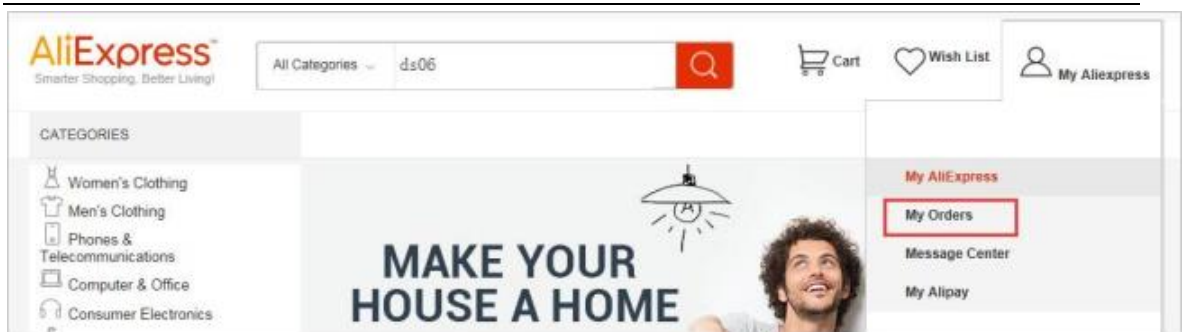 AliExpress™
Smarter Shopping, Better Living!
All Categories
ds06
Cart
Wish List
My Aliexpress
CATEGORIES
Women's Clothing
Men's Clothing
Phones &
Telecommunications
Computer & Office
Consumer Electronics
MAKE YOUR
HOUSE A HOME
My AliExpress
My Orders
Message Center
My Alipay